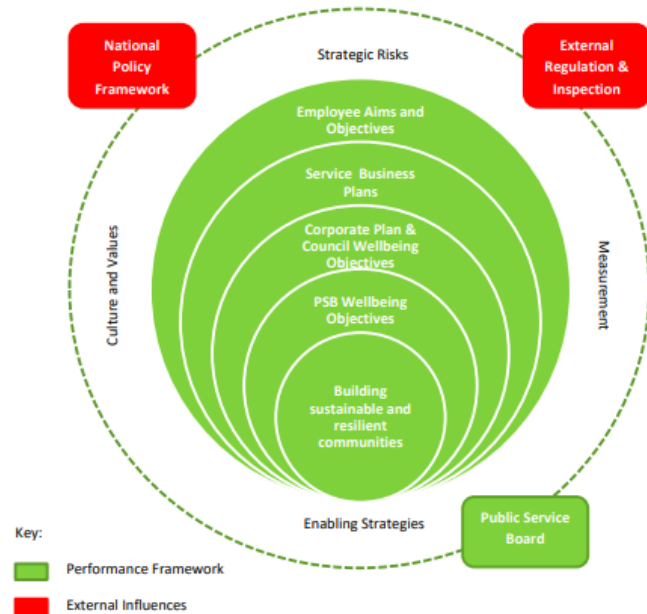 National
Policy
Framework
Strategic Risks
External
Regulation &
Inspection
Employee Aims and
Objectives
Service Business
Plans
Corporate Plan &
Council Wellbeing
Objectives
Culture and Values
Measurement
PSB Wellbeing
Objectives
Building
sustainable and
resilient
communities
Enabling Strategies
Public Service
Board
Key:
Performance Framework
External Influences